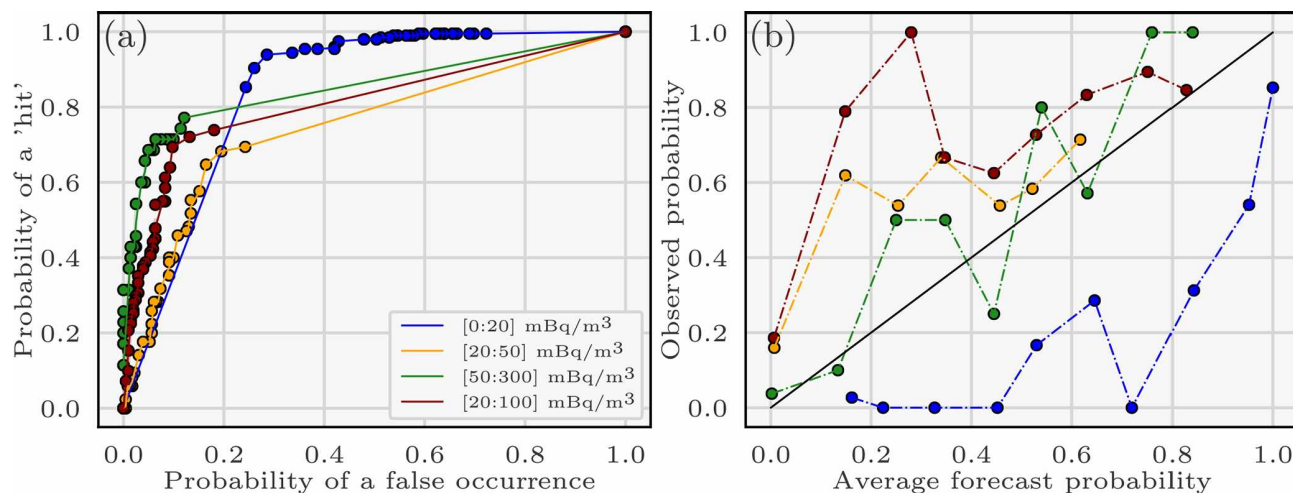 (a)
Probability of a 'hit'
1.0
0.8
0.6
0.4
0.2
0.0
[0:20] mBq/m³
[20:50] mBq/m³
[50:300] mBq/m³
[20:100] mBq/m³
0.0 0.2 0.4 0.6 0.8 1.0
Probability of a false occurrence
(b)
Observed probability
1.0
0.8
0.6
0.4
0.2
0.0
0.0 0.2 0.4 0.6 0.8 1.0
Average forecast probability